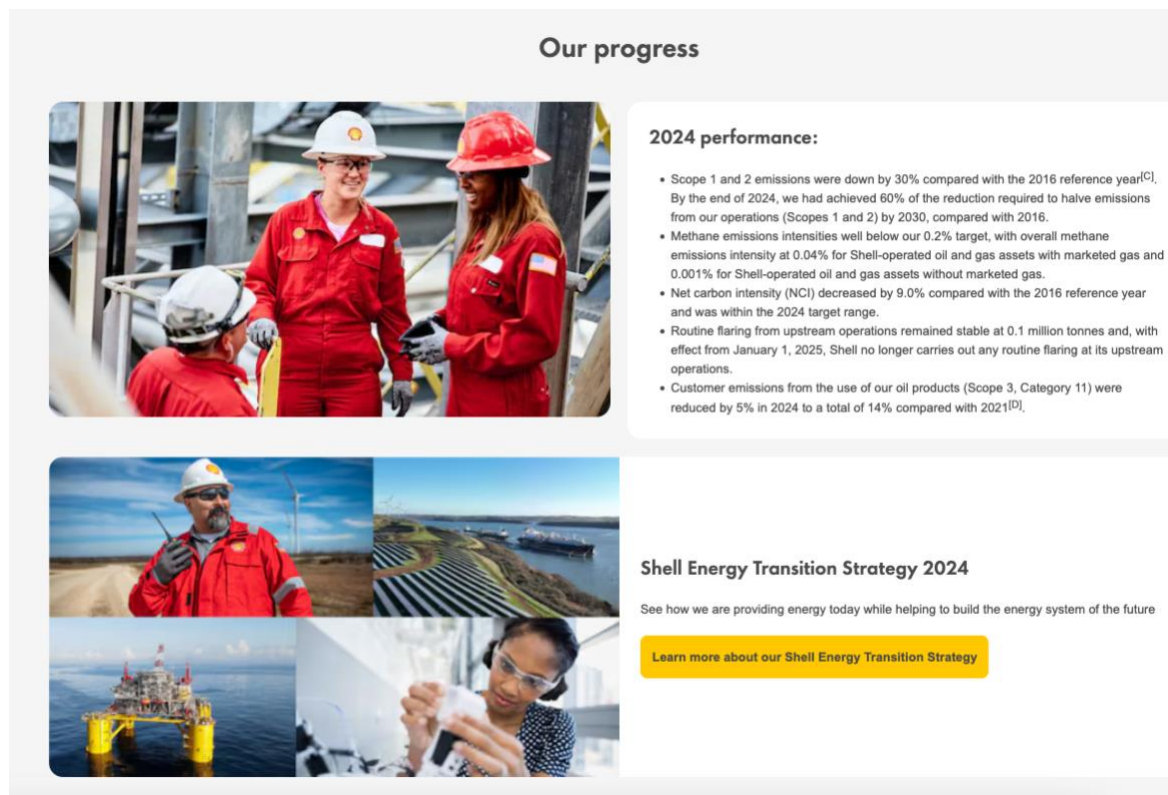 Our progress
2024 performance:
• Scope 1 and 2 emissions were down by 30% compared with the 2016 reference year[C].
By the end of 2024, we had achieved 60% of the reduction required to halve emissions
from our operations (Scopes 1 and 2) by 2030, compared with 2016.
• Methane emissions intensities well below our 0.2% target, with overall methane
emissions intensity at 0.04% for Shell-operated oil and gas assets with marketed gas and
0.001% for Shell-operated oil and gas assets without marketed gas.
• Net carbon intensity (NCI) decreased by 9.0% compared with the 2016 reference year
and was within the 2024 target range.
• Routine flaring from upstream operations remained stable at 0.1 million tonnes and, with
effect from January 1, 2025, Shell no longer carries out any routine flaring at its upstream
operations.
• Customer emissions from the use of our oil products (Scope 3, Category 11) were
reduced by 5% in 2024 to a total of 14% compared with 2021[D].
Shell Energy Transition Strategy 2024
See how we are providing energy today while helping to build the energy system of the future
Learn more about our Shell Energy Transition Strategy